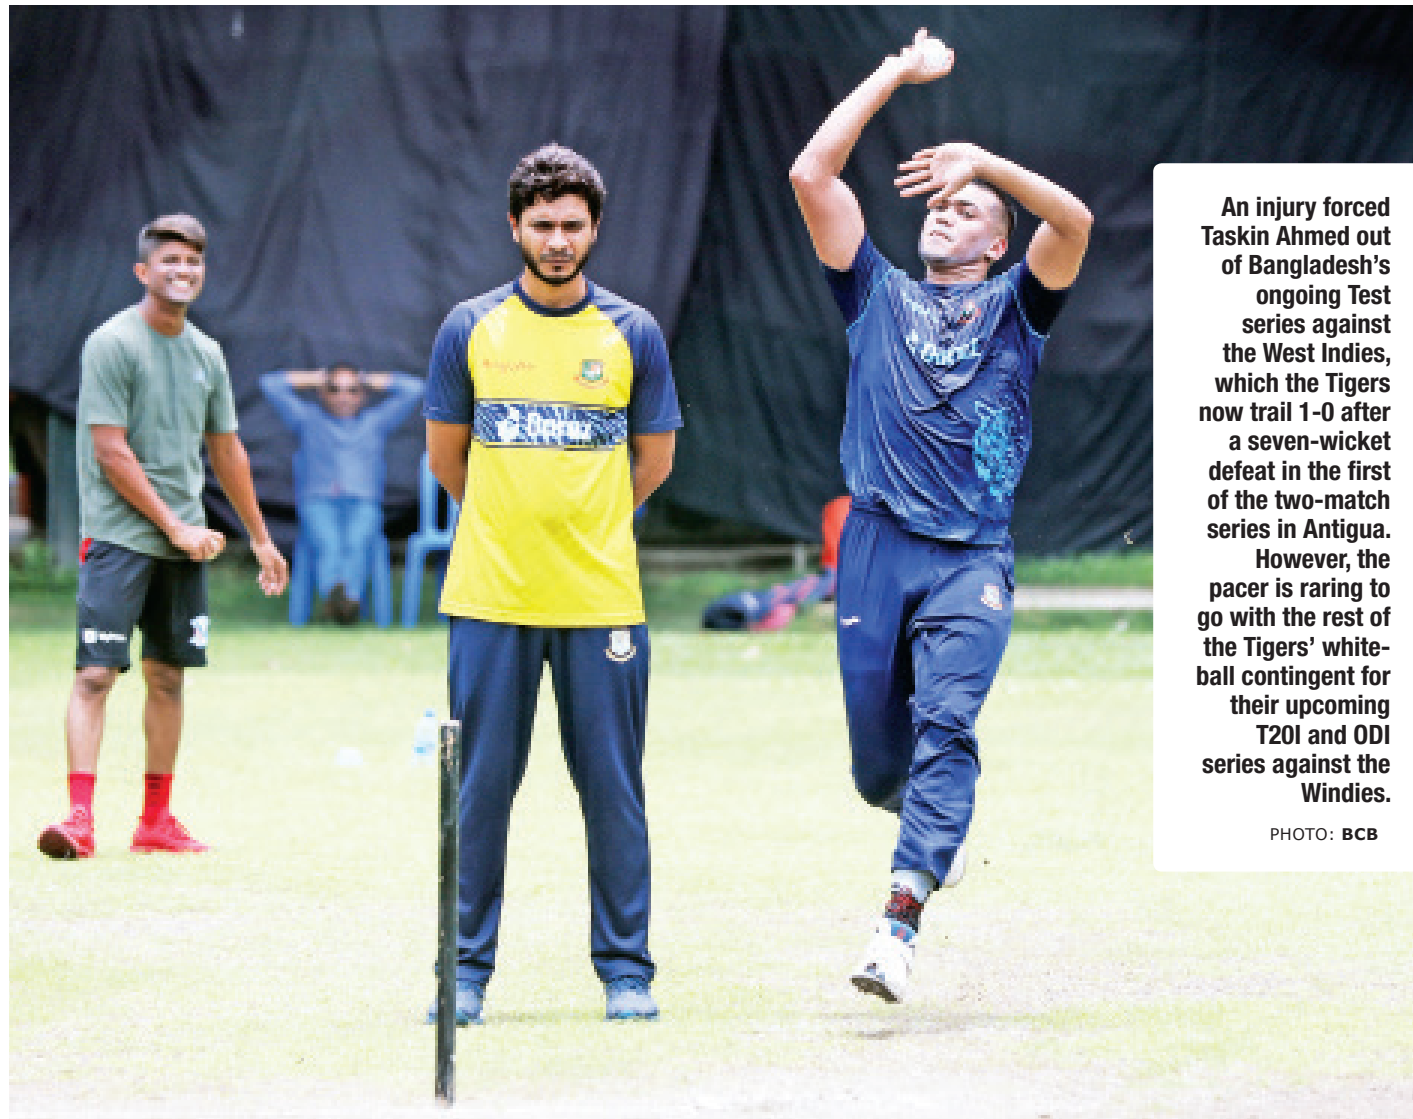 An injury forced
Taskin Ahmed out
of Bangladesh’s
ongoing Test
series against
the West Indies,
which the Tigers
now trail 1-0 after
a seven-wicket
defeat in the first
of the two-match
series in Antigua.
However, the
pacer is raring to
go with the rest of
the Tigers’ white-
ball contingent for
their upcoming
T20I and ODI
series against the
Windies.
PHOTO: BCB